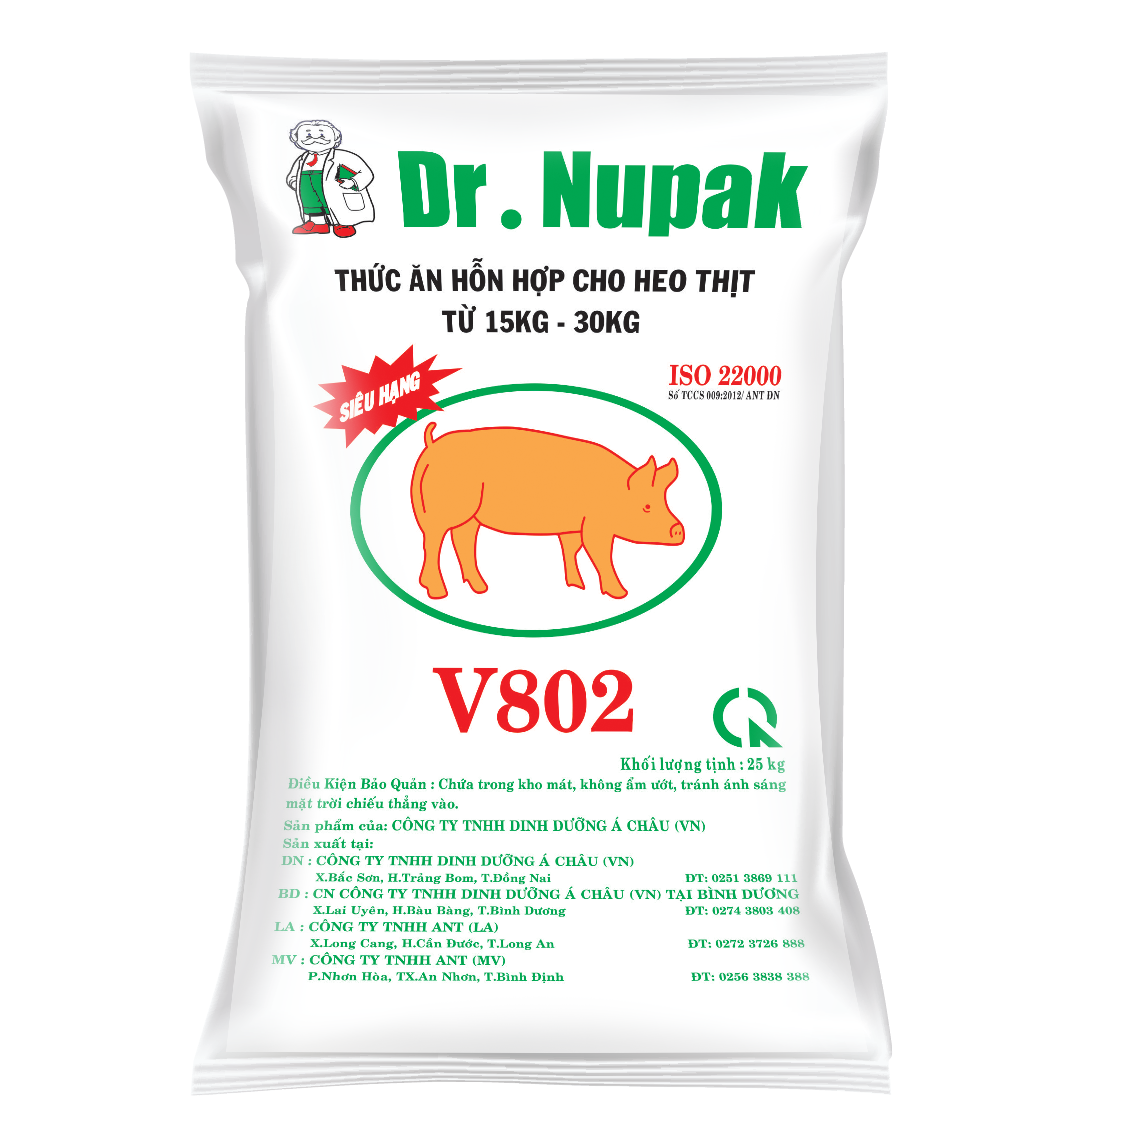 Dr. Nupak
THỨC ĂN HỖN HỢP CHO HEO THỊT
TỪ 15KG - 30KG
SIÊU HẠNG
ISO 22000
Số TCCS 009:2012/ ANT ĐN
V802
Khối lượng tịnh : 25 kg
Điều Kiện Bảo Quản : Chứa trong kho mát, không ẩm ướt, tránh ánh sáng
mặt trời chiếu thẳng vào.
Sản phẩm của: CÔNG TY TNHH DINH DƯỠNG Á CHÂU (VN)
Sản xuất tại:
DN : CÔNG TY TNHH DINH DƯỠNG Á CHÂU (VN)
X.Bắc Sơn, H.Trảng Bom, T.Đồng Nai ĐT: 0251 3869 111
BD : CN CÔNG TY TNHH DINH DƯỠNG Á CHÂU (VN) TẠI BÌNH DƯƠNG
X.Lai Uyên, H.Bàu Bàng, T.Bình Dương ĐT: 0274 3803 408
LA : CÔNG TY TNHH ANT (LA)
X.Long Cang, H.Cần Đước, T.Long An ĐT: 0272 3726 888
MV : CÔNG TY TNHH ANT (MV)
P.Nhơn Hòa, TX.An Nhơn, T.Bình Định ĐT: 0256 3838 388